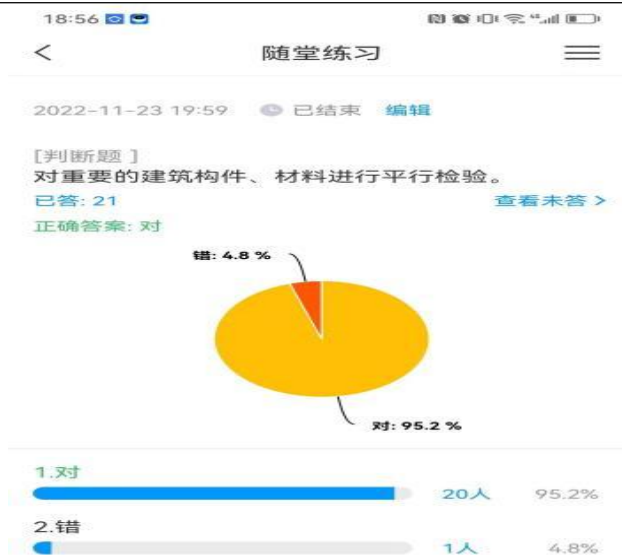 18:56
< 随堂练习
2022-11-23 19:59 已结束 编辑
[判断题 ]
对重要的建筑构件、材料进行平行检验。
已答: 21 查看未答 >
正确答案: 对
错: 4.8 %
对: 95.2 %
1.对
20人 95.2%
2.错
1人 4.8%